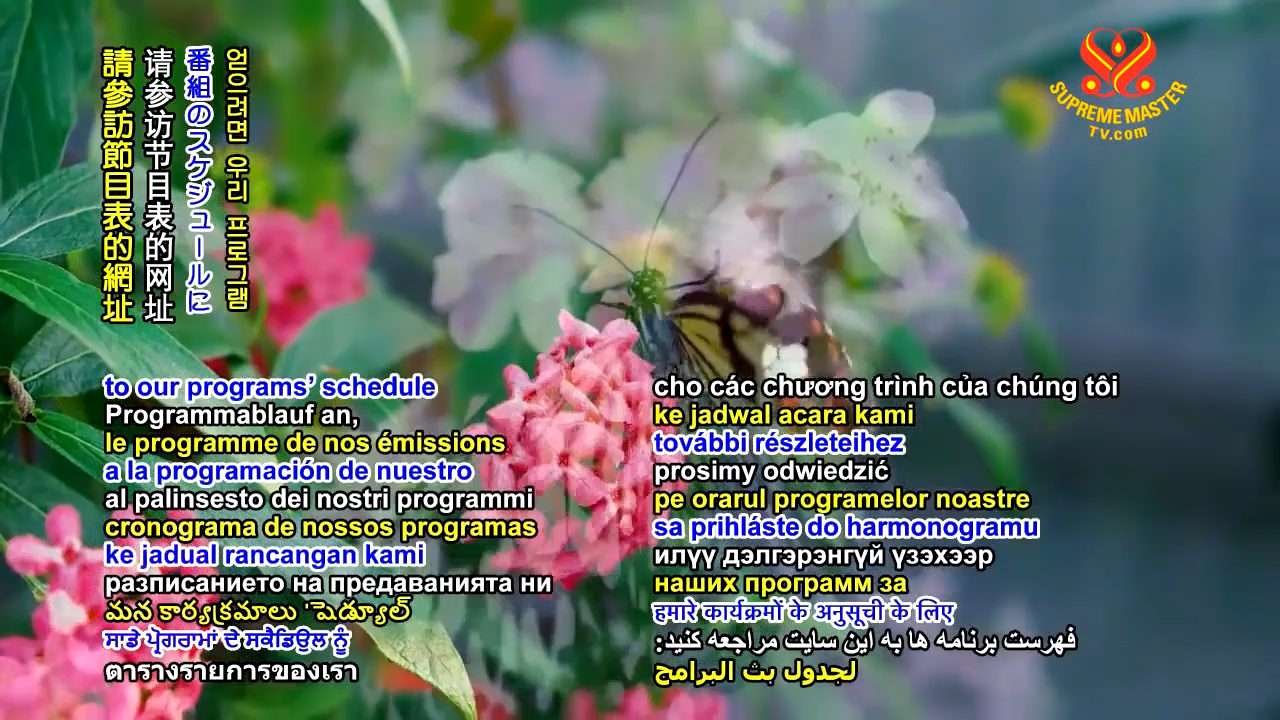 請參訪節目表的網址
请参访节目表的网址
番組のスケジュールに
얻으려면 우리 프로그램
SUPREME MASTER
TV.com
to our programs’ schedule
Programmablauf an,
le programme de nos émissions
a la programación de nuestro
al palinsesto dei nostri programmi
cronograma de nossos programas
ke jadual rancangan kami
разписанието на предаванията ни
మన కార్యక్రమాలు 'షెడ్యూల్
ਸਾਡੇ ਪ੍ਰੋਗਰਾਮਾਂ ਦੇ ਸਕੈਡਿਊਲ ਨੂੰ
ตารางรายการของเรา
cho các chương trình của chúng tôi
ke jadwal acara kami
további részleteihez
prosimy odwiedzić
pe orarul programelor noastre
sa prihláste do harmonogramu
илүү дэлгэрэнгүй үзэхээр
наших программ за
हमारे कार्यक्रमों के अनुसूची के लिए
فهرست برنامه ها به این سایت مراجعه کنید:
لجدول بث البرامج